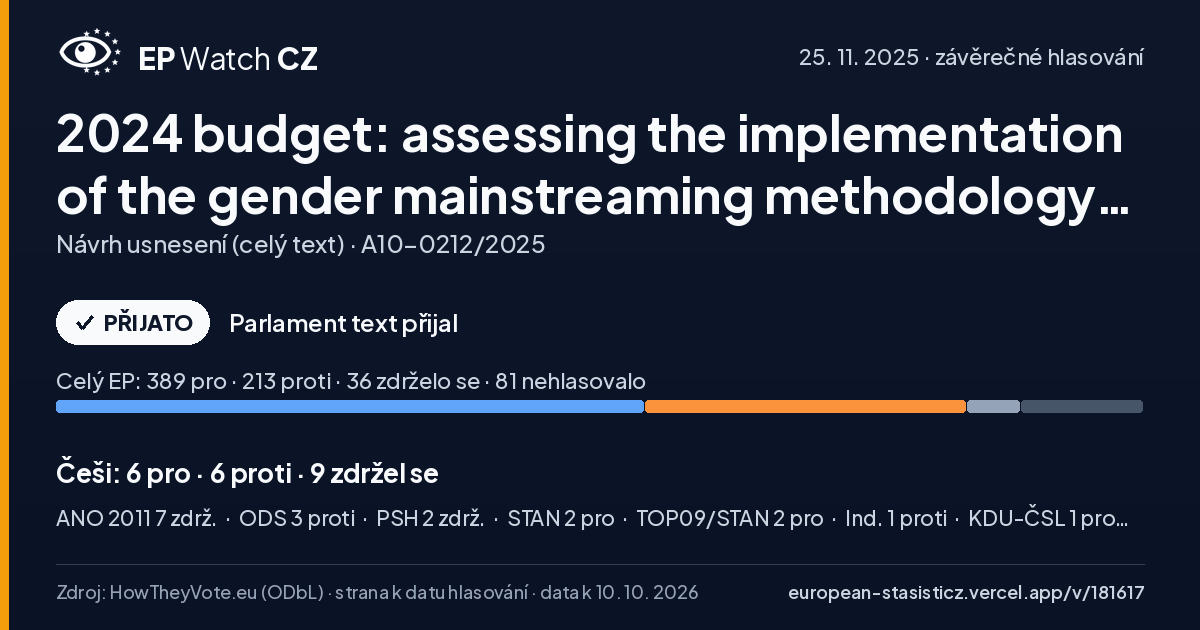 EP Watch CZ
25. 11. 2025 · závěrečné hlasování
2024 budget: assessing the implementation
of the gender mainstreaming methodology…
Návrh usnesení (celý text) · A10-0212/2025
✓ PŘIJATO Parlament text přijal
Celý EP: 389 pro · 213 proti · 36 zdrželo se · 81 nehlasovalo
Češi: 6 pro · 6 proti · 9 zdržel se
ANO 2011 7 zdrž. · ODS 3 proti · PSH 2 zdrž. · STAN 2 pro · TOP09/STAN 2 pro · Ind. 1 proti · KDU-ČSL 1 pro…
Zdroj: HowTheyVote.eu (ODbL) · strana k datu hlasování · data k 10. 10. 2026
european-stasisticz.vercel.app/v/181617